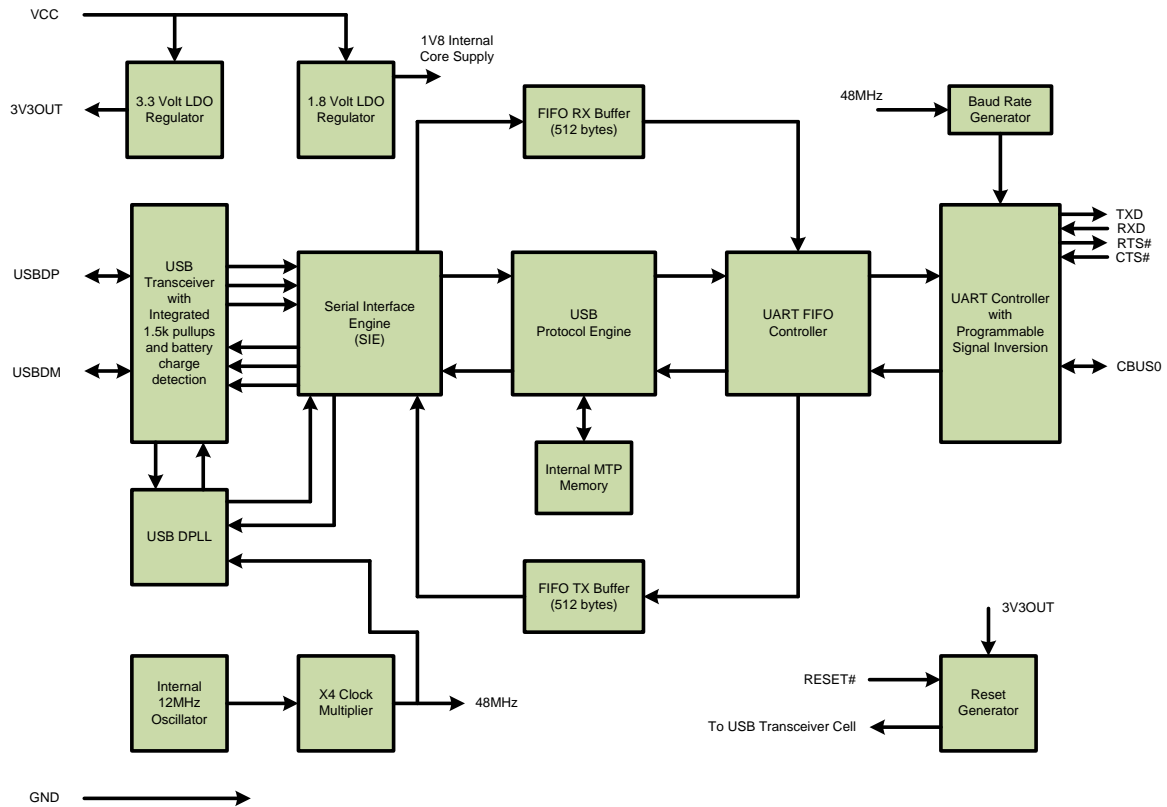 VCC
1V8 Internal
Core Supply
3V3OUT
3.3 Volt LDO
Regulator
1.8 Volt LDO
Regulator
FIFO RX Buffer
(512 bytes)
48MHz
Baud Rate
Generator
USBDP
USBDM
USB
Transceiver
with
Integrated
1.5k pullups
and battery
charge
detection
Serial Interface
Engine
(SIE)
USB
Protocol Engine
UART FIFO
Controller
UART Controller
with
Programmable
Signal Inversion
TXD
RXD
RTS#
CTS#
CBUS0
Internal MTP
Memory
USB DPLL
FIFO TX Buffer
(512 bytes)
Internal
12MHz
Oscillator
X4 Clock
Multiplier
48MHz
3V3OUT
RESET#
To USB Transceiver Cell
Reset
Generator
GND